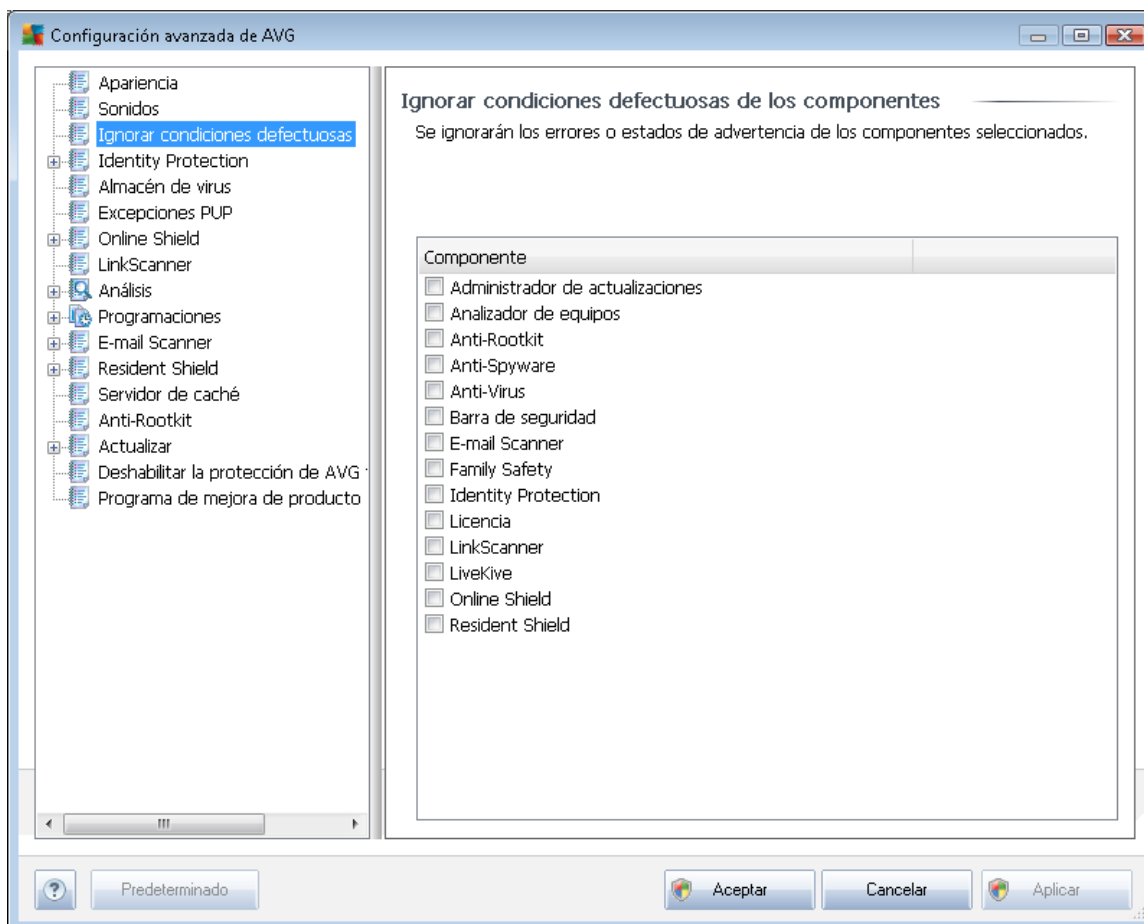 Configuración avanzada de AVG
Apariencia
Sonidos
Ignorar condiciones defectuosas
Identity Protection
Almacén de virus
Excepciones PUP
Online Shield
LinkScanner
Análisis
Programaciones
E-mail Scanner
Resident Shield
Servidor de caché
Anti-Rootkit
Actualizar
Deshabilitar la protección de AVG
Programa de mejora de producto
Ignorar condiciones defectuosas de los componentes
Se ignorarán los errores o estados de advertencia de los componentes seleccionados.
Componente
Administrador de actualizaciones
Analizador de equipos
Anti-Rootkit
Anti-Spyware
Anti-Virus
Barra de seguridad
E-mail Scanner
Family Safety
Identity Protection
Licencia
LinkScanner
LiveKive
Online Shield
Resident Shield
?
Predeterminado
Aceptar
Cancelar
Aplicar